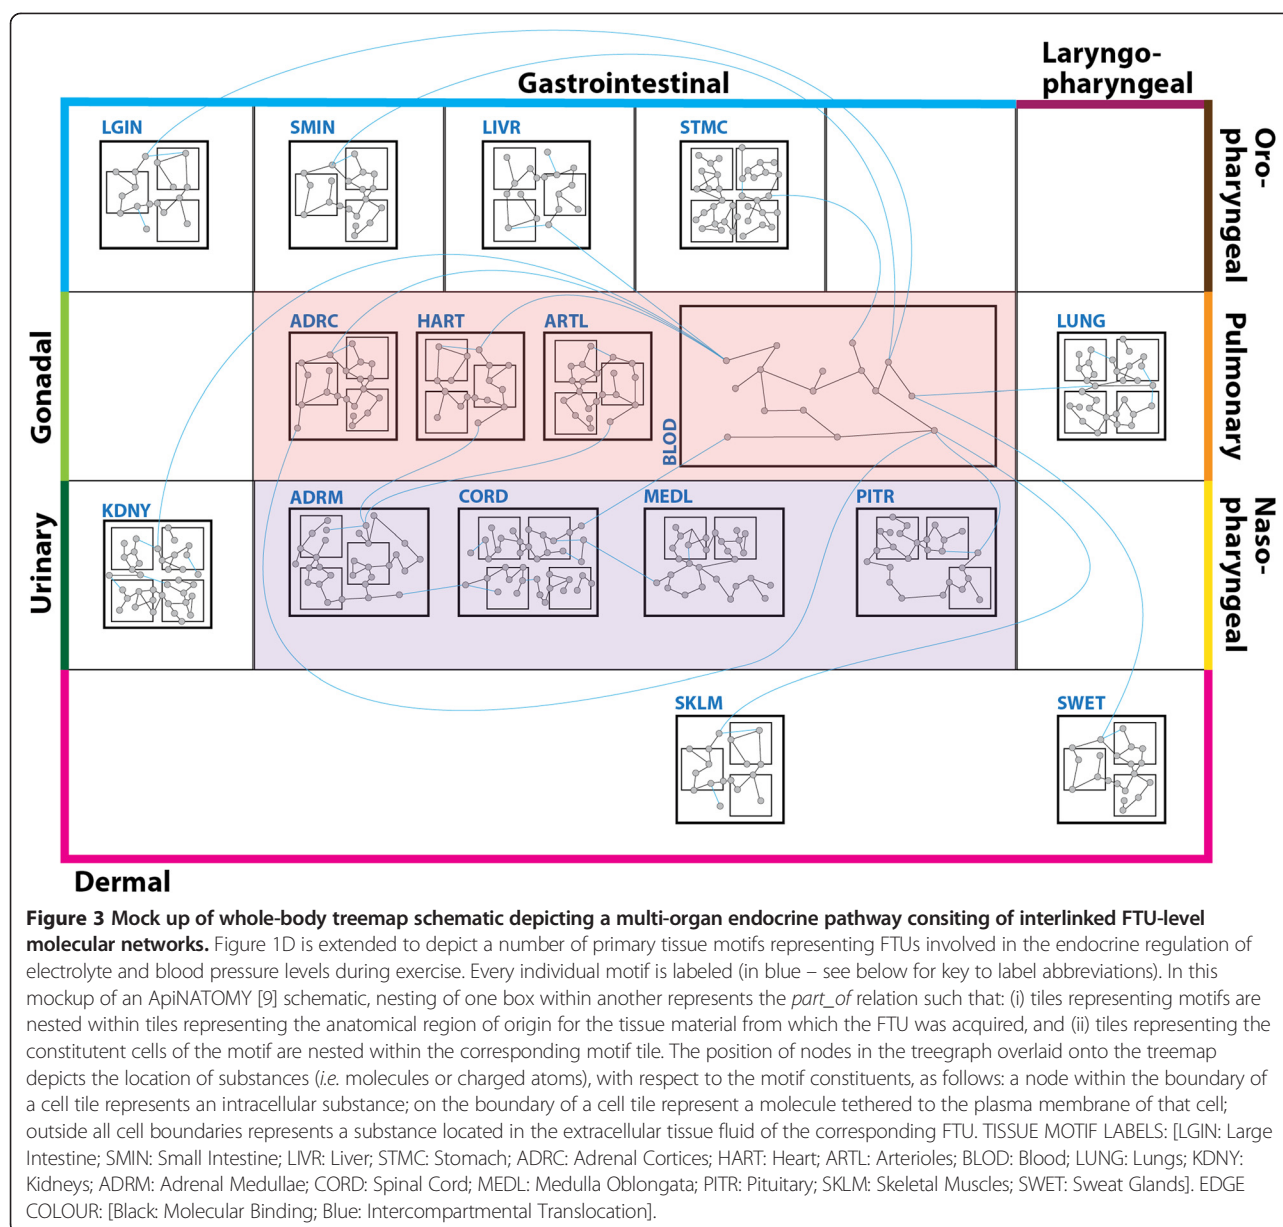 Laryngo-
pharyngeal
Gastrointestinal
LGIN
SMIN
LIVR
STMC
Oro-
pharyngeal
Gonadal
ADRC
HART
ARTL
BLOD
LUNG
Pulmonary
Urinary
KDNY
ADRM
CORD
MEDL
PITR
Naso-
pharyngeal
SKLM
SWET
Dermal
Figure 3 Mock up of whole-body treemap schematic depicting a multi-organ endocrine pathway consiting of interlinked FTU-level
molecular networks. Figure 1D is extended to depict a number of primary tissue motifs representing FTUs involved in the endocrine regulation of
electrolyte and blood pressure levels during exercise. Every individual motif is labeled (in blue – see below for key to label abbreviations). In this
mockup of an ApiNATOMY [9] schematic, nesting of one box within another represents the part_of relation such that: (i) tiles representing motifs are
nested within tiles representing the anatomical region of origin for the tissue material from which the FTU was acquired, and (ii) tiles representing the
constitutent cells of the motif are nested within the corresponding motif tile. The position of nodes in the treegraph overlaid onto the treemap
depicts the location of substances (i.e. molecules or charged atoms), with respect to the motif constituents, as follows: a node within the boundary of
a cell tile represents an intracellular substance; on the boundary of a cell tile represent a molecule tethered to the plasma membrane of that cell;
outside all cell boundaries represents a substance located in the extracellular tissue fluid of the corresponding FTU. TISSUE MOTIF LABELS: [LGIN: Large
Intestine; SMIN: Small Intestine; LIVR: Liver; STMC: Stomach; ADRC: Adrenal Cortices; HART: Heart; ARTL: Arterioles; BLOD: Blood; LUNG: Lungs; KDNY:
Kidneys; ADRM: Adrenal Medullae; CORD: Spinal Cord; MEDL: Medulla Oblongata; PITR: Pituitary; SKLM: Skeletal Muscles; SWET: Sweat Glands]. EDGE
COLOUR: [Black: Molecular Binding; Blue: Intercompartmental Translocation].